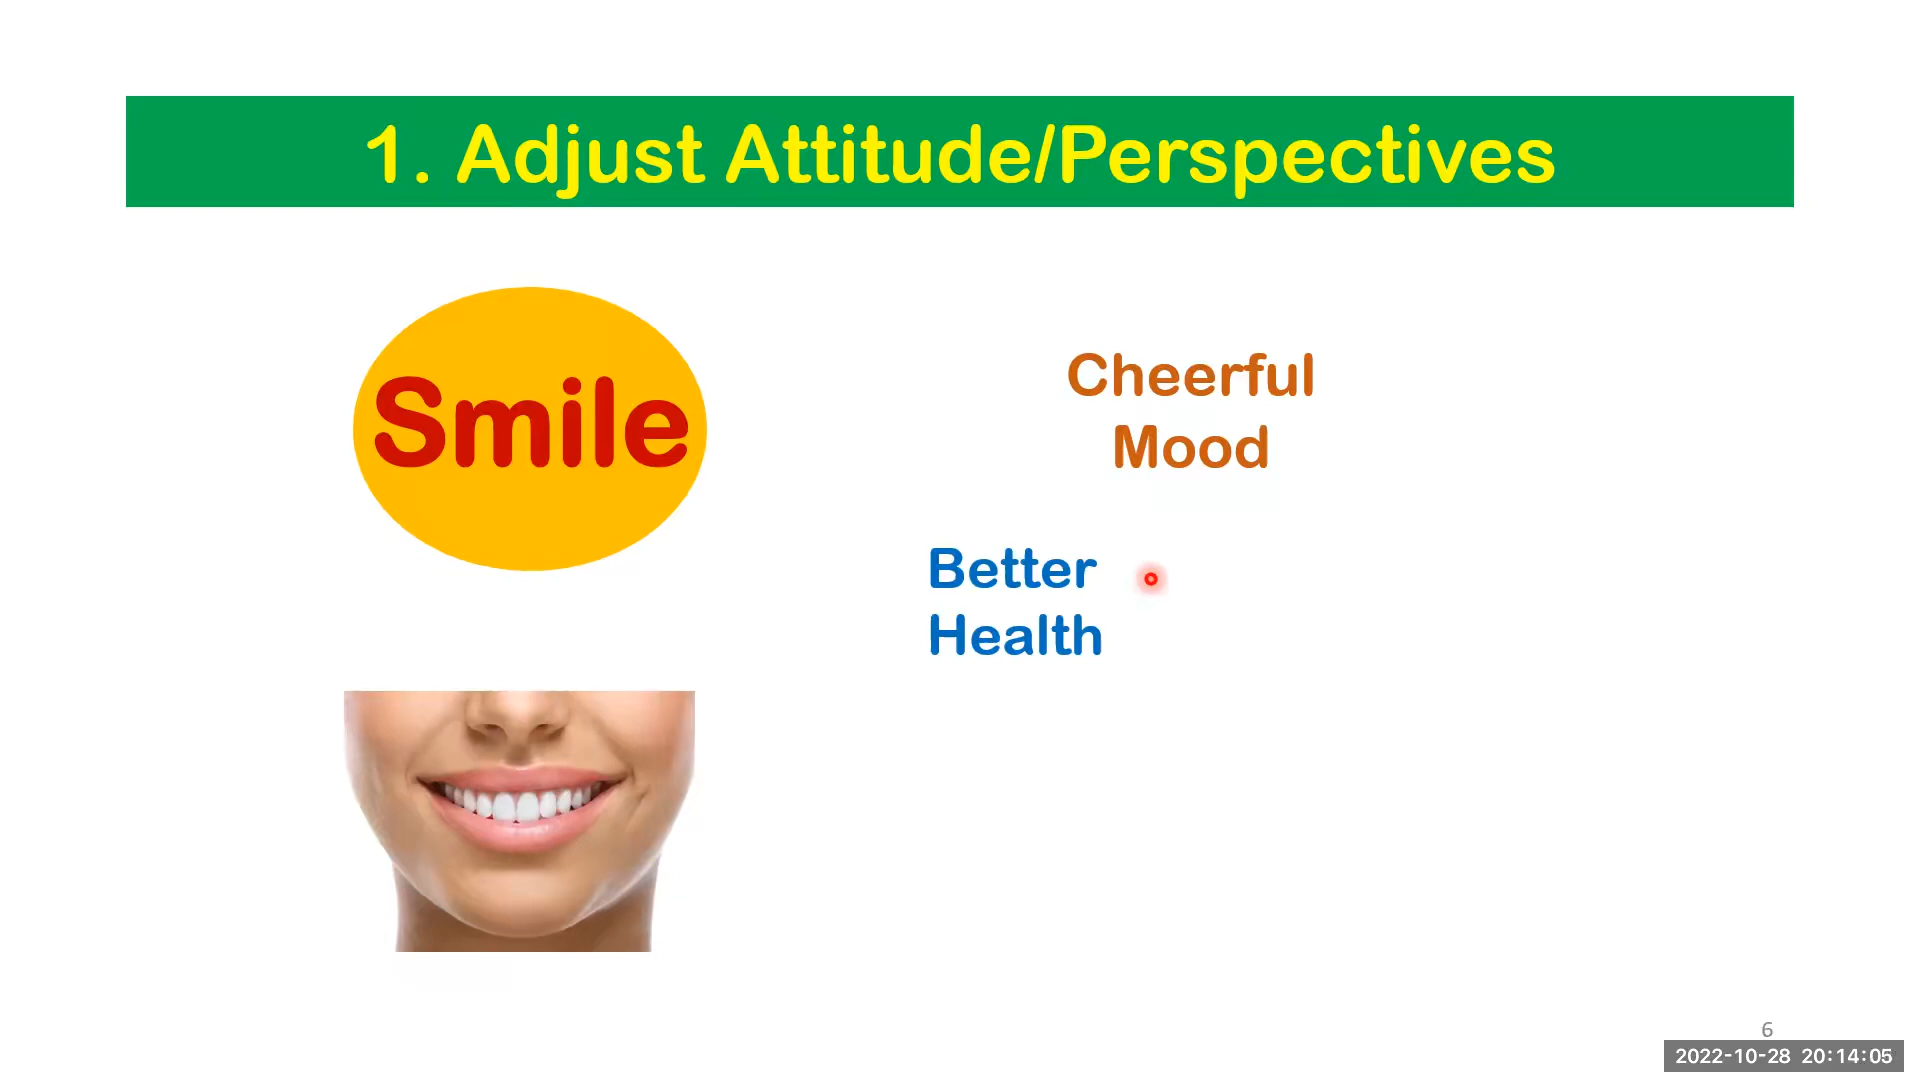 1. Adjust Attitude/Perspectives
Smile
Cheerful
Mood
Better
Health
6
2022-10-28 20:14:05